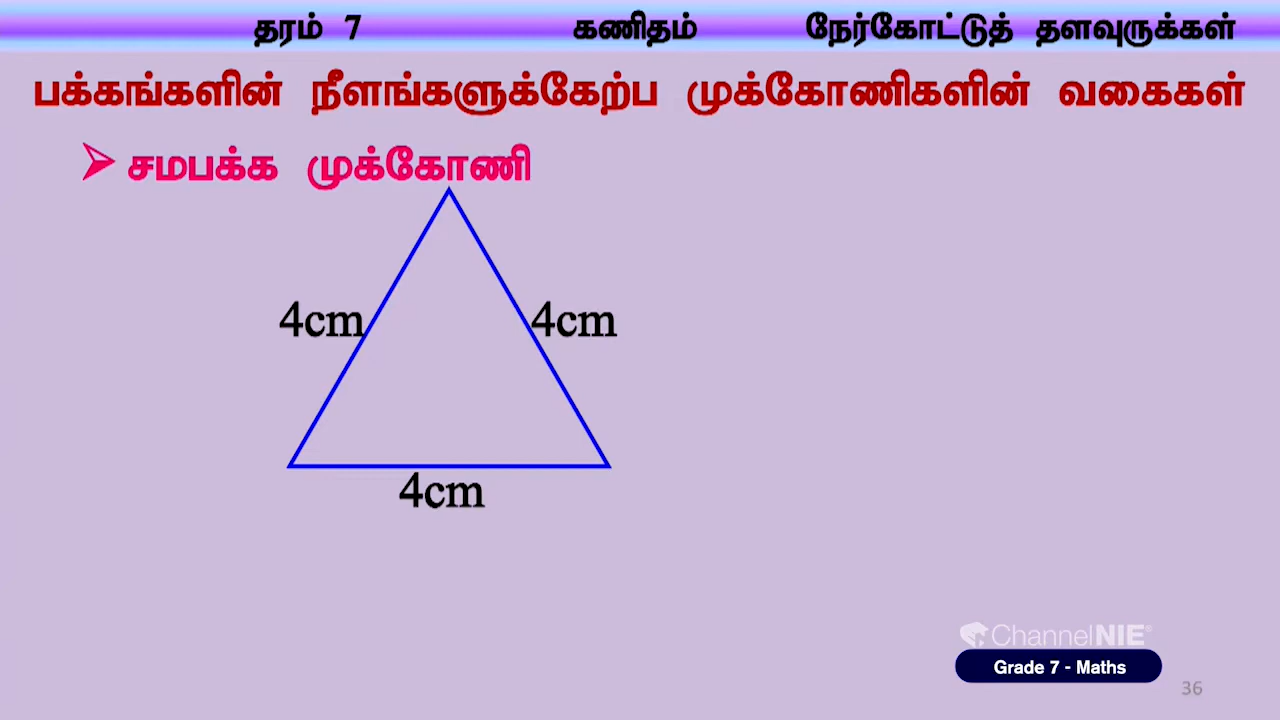 தரம் 7 கணிதம் நேர்கோட்டுத் தளவுருக்கள்
பக்கங்களின் நீளங்களுக்கேற்ப முக்கோணிகளின் வகைகள்
➢ சமபக்க முக்கோணி
4cm 4cm
4cm
ChannelNIE®
Grade 7 - Maths
36